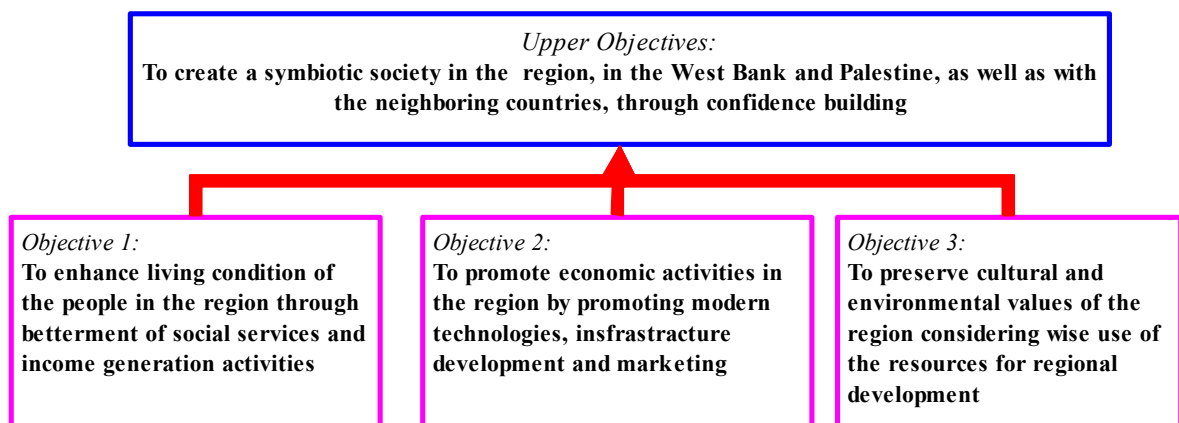 Upper Objectives:
To create a symbiotic society in the region, in the West Bank and Palestine, as well as with
the neighboring countries, through confidence building
Objective 1:
To enhance living condition of
the people in the region through
betterment of social services and
income generation activities
Objective 2:
To promote economic activities in
the region by promoting modern
technologies, insfrastracture
development and marketing
Objective 3:
To preserve cultural and
environmental values of the
region considering wise use of
the resources for regional
development